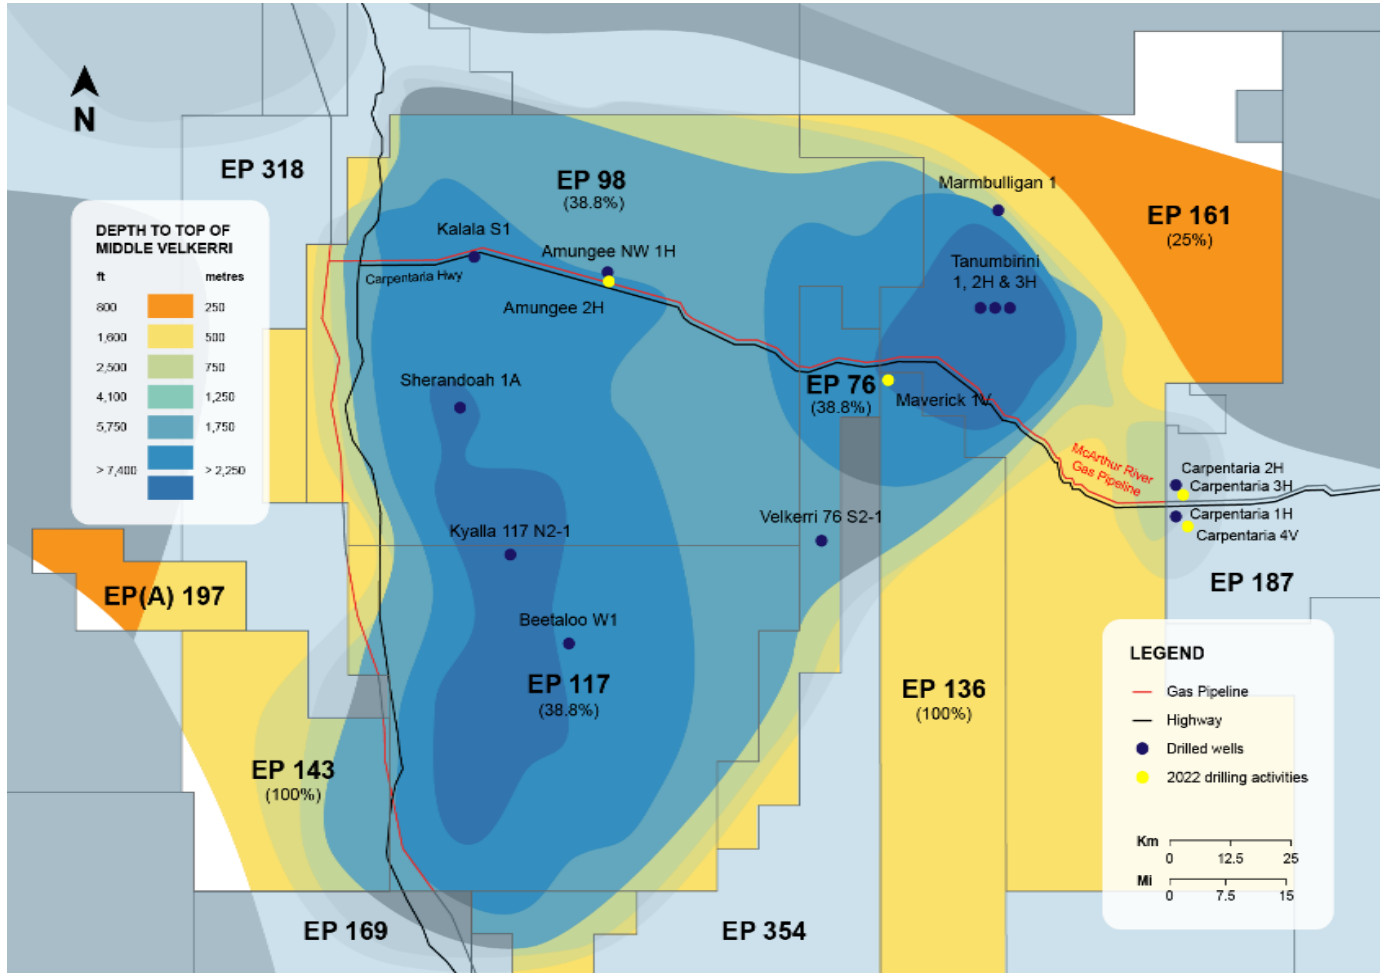 N
EP 318
EP 98
(38.8%)
Marmbulligan 1
EP 161
(25%)
DEPTH TO TOP OF
MIDDLE VELKERRI
ft metres
800 250
1,600 500
2,500 750
4,100 1,250
5,750 1,750
> 7,400 > 2,250
Kalala S1
Amungee NW 1H
Carpentaria Hwy
Amungee 2H
Tanumbirini
1, 2H & 3H
Sherandoah 1A
EP 76
(38.8%)
Maverick 1V
McArthur River
Gas Pipeline
Carpentaria 2H
Carpentaria 3H
Carpentaria 1H
Carpentaria 4V
Kyalla 117 N2-1
Velkerri 76 S2-1
EP(A) 197
EP 187
Beetaloo W1
EP 117
(38.8%)
EP 136
(100%)
EP 143
(100%)
LEGEND
Gas Pipeline
Highway
Drilled wells
2022 drilling activities
Km
0 12.5 25
Mi
0 7.5 15
EP 169
EP 354